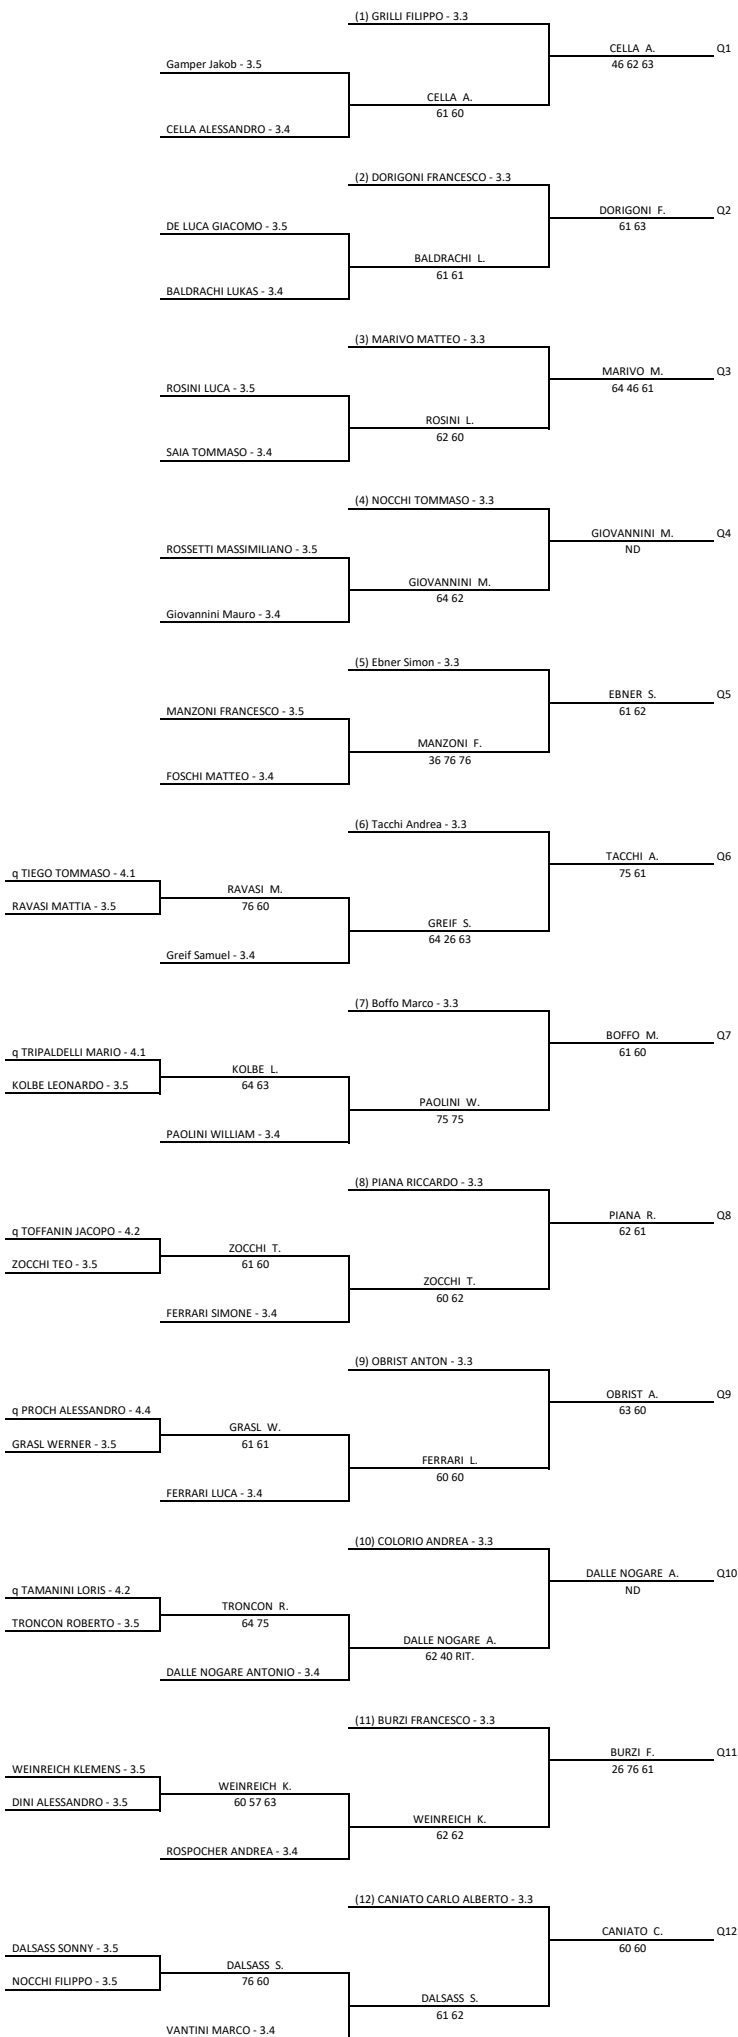 (1) GRILLI FILIPPO - 3.3
CELLA A. Q1
Gamper Jakob - 3.5
46 62 63
CELLA A.
61 60
CELLA ALESSANDRO - 3.4
(2) DORIGONI FRANCESCO - 3.3
DORIGONI F. Q2
DE LUCA GIACOMO - 3.5
61 63
BALDRACHI L.
61 61
BALDRACHI LUKAS - 3.4
(3) MARIVO MATTEO - 3.3
MARIVO M. Q3
ROSINI LUCA - 3.5
64 46 61
ROSINI L.
62 60
SAIA TOMMASO - 3.4
(4) NOCCHI TOMMASO - 3.3
GIOVANNINI M. Q4
ROSSETTI MASSIMILIANO - 3.5
ND
GIOVANNINI M.
64 62
Giovannini Mauro - 3.4
(5) Ebner Simon - 3.3
EBNER S. Q5
MANZONI FRANCESCO - 3.5
61 62
MANZONI F.
36 76 76
FOSCHI MATTEO - 3.4
(6) Tacchi Andrea - 3.3
TACCHI A. Q6
q TIEGO TOMMASO - 4.1
75 61
RAVASI M.
RAVASI MATTIA - 3.5
76 60
GREIF S.
64 26 63
Greif Samuel - 3.4
(7) Boffo Marco - 3.3
BOFFO M. Q7
q TRIPALDELLI MARIO - 4.1
61 60
KOLBE L.
KOLBE LEONARDO - 3.5
64 63
PAOLINI W.
75 75
PAOLINI WILLIAM - 3.4
(8) PIANA RICCARDO - 3.3
PIANA R. Q8
q TOFFANIN JACOPO - 4.2
62 61
ZOCCHI T.
ZOCCHI TEO - 3.5
61 60
ZOCCHI T.
60 62
FERRARI SIMONE - 3.4
(9) OBRIST ANTON - 3.3
OBRIST A. Q9
q PROCH ALESSANDRO - 4.4
63 60
GRASL W.
GRASL WERNER - 3.5
61 61
FERRARI L.
60 60
FERRARI LUCA - 3.4
(10) COLORIO ANDREA - 3.3
DALLE NOGARE A. Q10
q TAMANINI LORIS - 4.2
ND
TRONCON R.
TRONCON ROBERTO - 3.5
64 75
DALLE NOGARE A.
62 40 RIT.
DALLE NOGARE ANTONIO - 3.4
(11) BURZI FRANCESCO - 3.3
BURZI F. Q11
WEINREICH KLEMENS - 3.5
26 76 61
WEINREICH K.
DINI ALESSANDRO - 3.5
60 57 63
WEINREICH K.
62 62
ROSPOCHER ANDREA - 3.4
(12) CANIATO CARLO ALBERTO - 3.3
CANIATO C. Q12
DALSASS SONNY - 3.5
60 60
DALSASS S.
NOCCHI FILIPPO - 3.5
76 60
DALSASS S.
61 62
VANTINI MARCO - 3.4